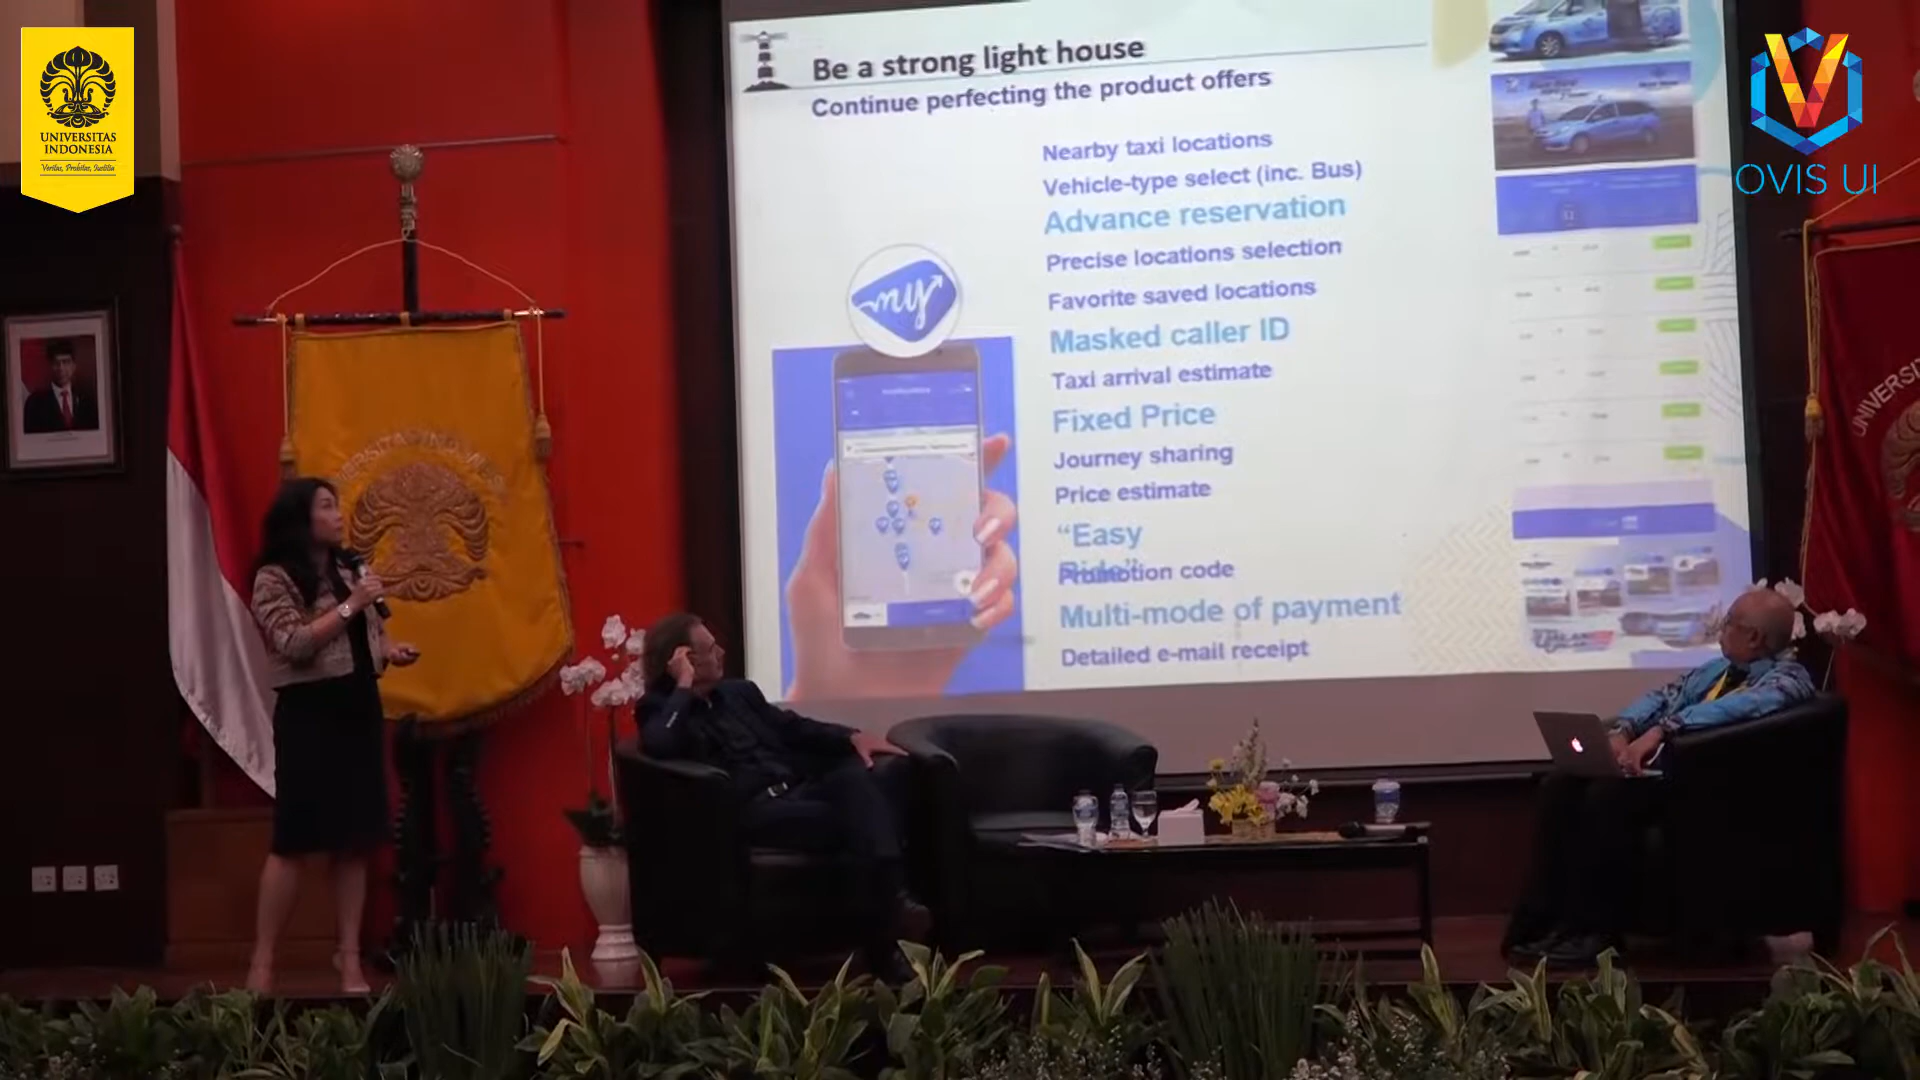 UNIVERSITAS
INDONESIA
Veritas, Probitas, Iustitia
Be a strong light house
Continue perfecting the product offers
Nearby taxi locations
Vehicle-type select (inc. Bus)
Advance reservation
Precise locations selection
Favorite saved locations
Masked caller ID
Taxi arrival estimate
Fixed Price
Journey sharing
Price estimate
“Easy
Ride”
Promotion code
Multi-mode of payment
Detailed e-mail receipt
my
OVIS UI